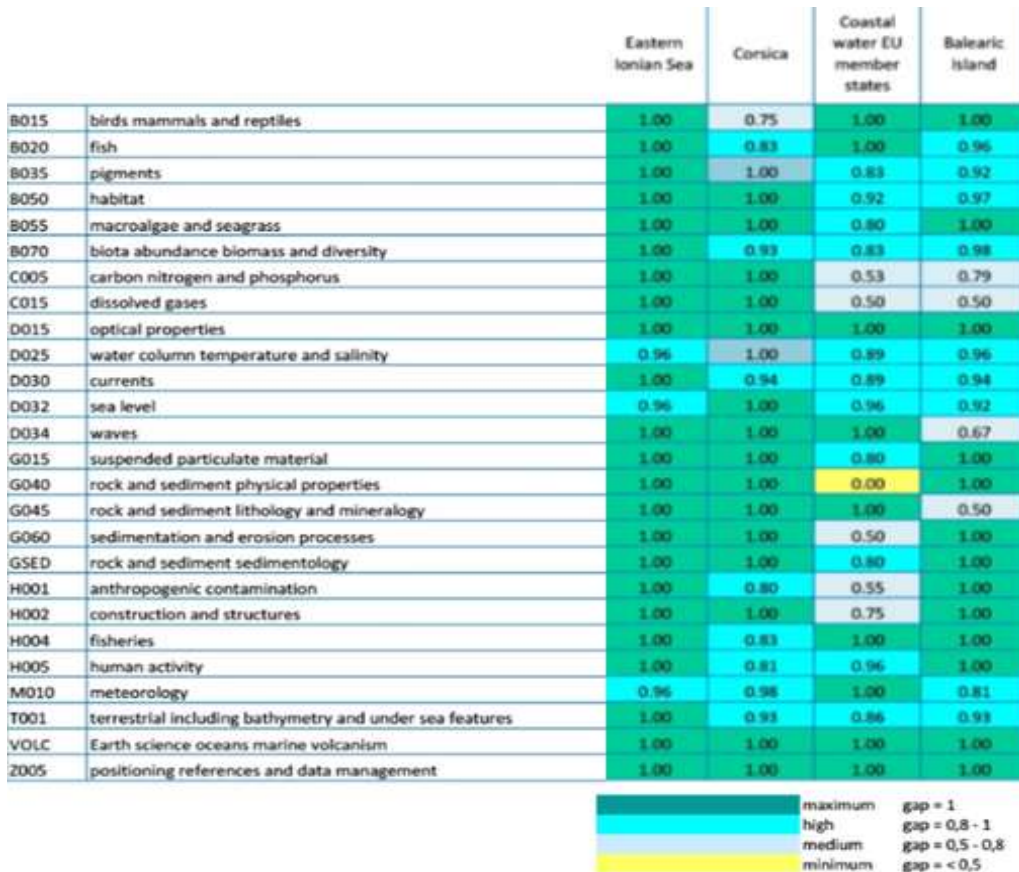 Eastern Ionian Sea Corsica Coastal water EU member states Balearic Island
B015 birds mammals and reptiles 1.00 0.75 1.00 1.00
B020 fish 1.00 0.83 1.00 0.96
B035 pigments 1.00 1.00 0.83 0.92
B050 habitat 1.00 1.00 0.92 0.97
B055 macroalgae and seagrass 1.00 1.00 0.80 1.00
B070 biota abundance biomass and diversity 1.00 0.93 0.83 0.98
C005 carbon nitrogen and phosphorus 1.00 1.00 0.53 0.79
C015 dissolved gases 1.00 1.00 0.50 0.50
D015 optical properties 1.00 1.00 1.00 1.00
D025 water column temperature and salinity 0.96 1.00 0.89 0.96
D030 currents 1.00 0.94 0.89 0.94
D032 sea level 0.96 1.00 0.96 0.92
D034 waves 1.00 1.00 1.00 0.67
G015 suspended particulate material 1.00 1.00 0.80 1.00
G040 rock and sediment physical properties 1.00 1.00 0.00 1.00
G045 rock and sediment lithology and mineralogy 1.00 1.00 1.00 0.50
G060 sedimentation and erosion processes 1.00 1.00 0.50 1.00
GSED rock and sediment sedimentology 1.00 1.00 0.80 1.00
H001 anthropogenic contamination 1.00 0.80 0.55 1.00
H002 construction and structures 1.00 1.00 0.75 1.00
H004 fisheries 1.00 0.83 1.00 1.00
H005 human activity 1.00 0.81 0.96 1.00
M010 meteorology 0.96 0.98 1.00 0.81
T001 terrestrial including bathymetry and under sea features 1.00 0.93 0.86 0.93
VOLC Earth science oceans marine volcanism 1.00 1.00 1.00 1.00
Z005 positioning references and data management 1.00 1.00 1.00 1.00
maximum gap = 1
high gap = 0,8 - 1
medium gap = 0,5 - 0,8
minimum gap = < 0,5